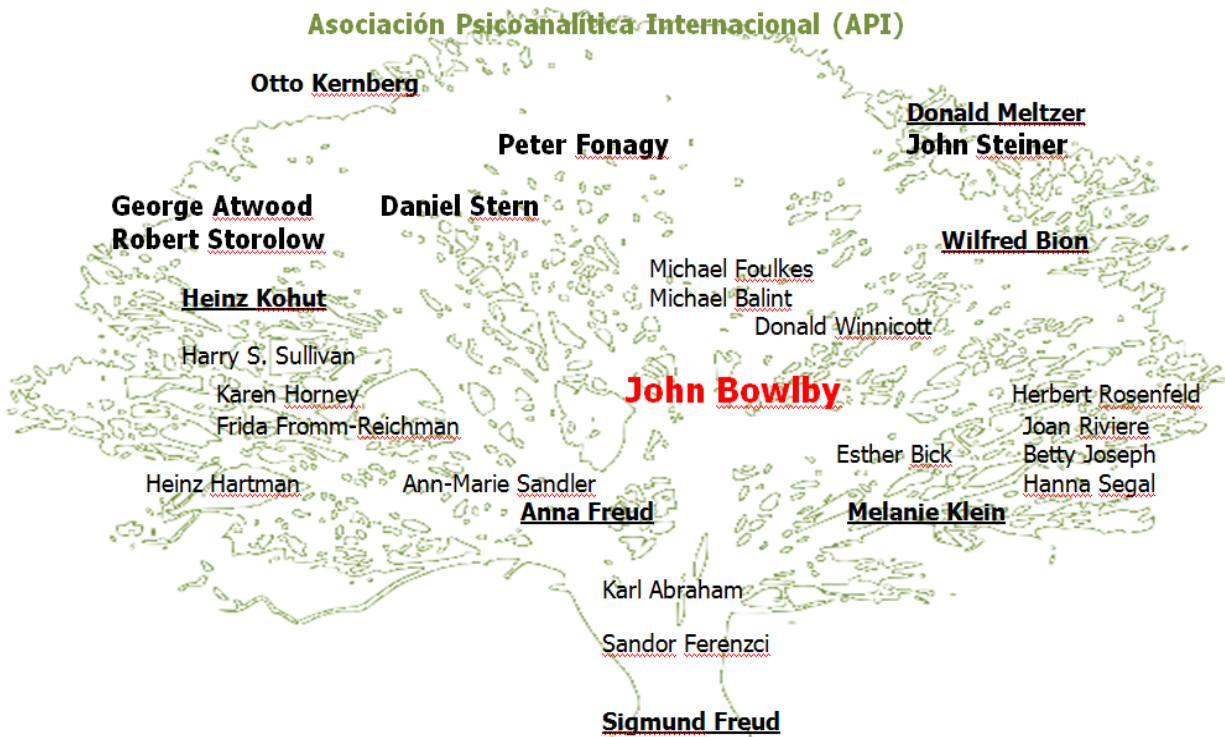 Asociación Psicoanalítica Internacional (API)
Otto Kernberg
Donald Meltzer
Peter Fonagy
John Steiner
George Atwood
Daniel Stern
Robert Storolow
Wilfred Bion
Michael Foulkes
Heinz Kohut
Michael Balint
Donald Winnicott
Harry S. Sullivan
John Bowlby
Karen Horney
Herbert Rosenfeld
Frida Fromm-Reichman
Joan Riviere
Esther Bick
Betty Joseph
Heinz Hartman
Ann-Marie Sandler
Hanna Segal
Anna Freud
Melanie Klein
Karl Abraham
Sandor Ferenzci
Sigmund Freud